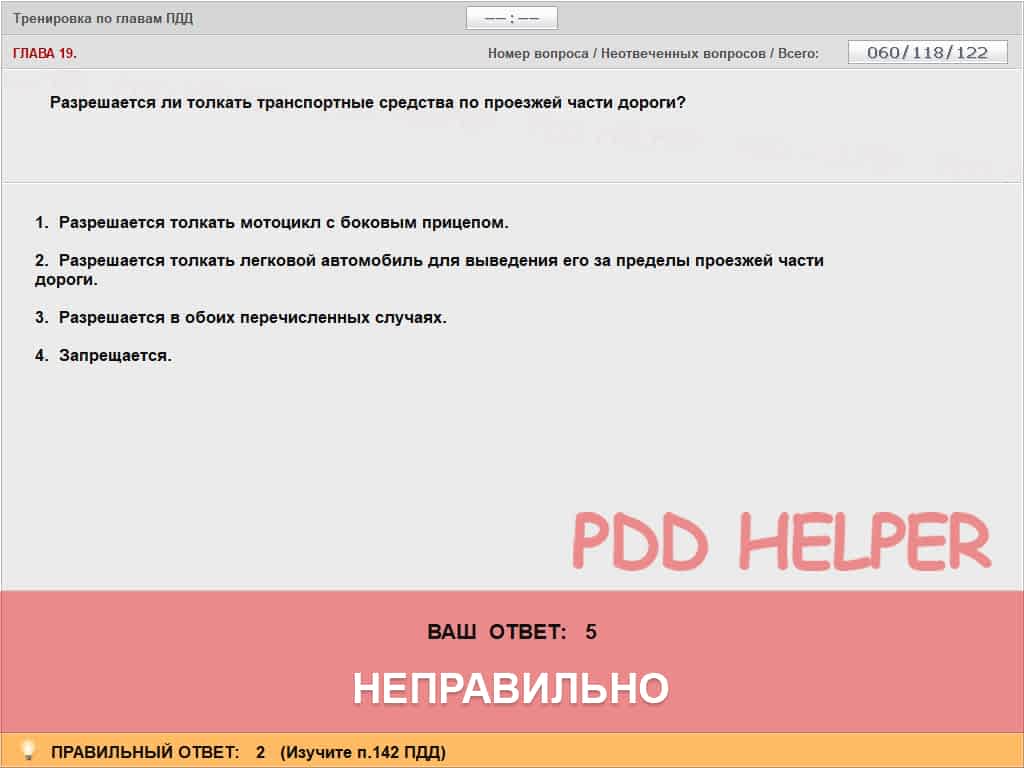 Тренировка по главам ПДД
—— : ——
ГЛАВА 19.
Номер вопроса / Неотвеченных вопросов / Всего:
060/118/122
Разрешается ли толкать транспортные средства по проезжей части дороги?
1. Разрешается толкать мотоцикл с боковым прицепом.
2. Разрешается толкать легковой автомобиль для выведения его за пределы проезжей части
дороги.
3. Разрешается в обоих перечисленных случаях.
4. Запрещается.
PDD HELPER
ВАШ ОТВЕТ: 5
НЕПРАВИЛЬНО
ПРАВИЛЬНЫЙ ОТВЕТ: 2 (Изучите п.142 ПДД)